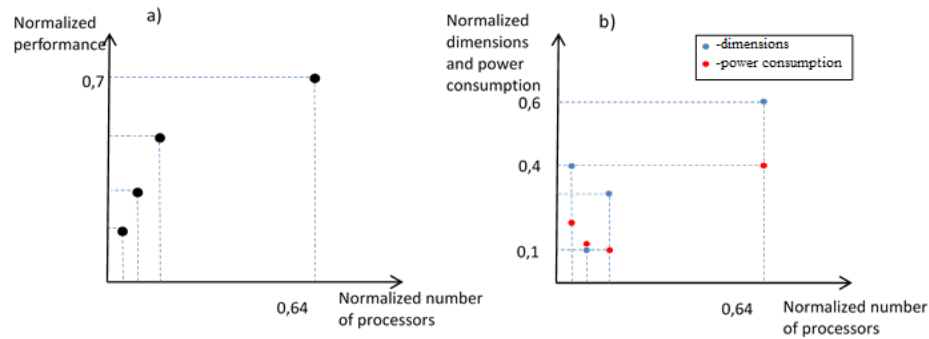 a)
Normalized
performance
0,7
0,64
Normalized number
of processors
b)
Normalized
dimensions
and power
consumption
-dimensions
-power consumption
0,6
0,4
0,1
0,64
Normalized number
of processors